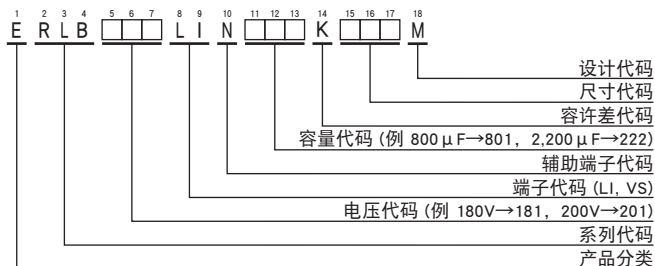 1 2 3 4 5 6 7 8 9 10 11 12 13 14 15 16 17 18
E R L B □□□ L I N □□□ K □□□ M
设计代码
尺寸代码
容许差代码
容量代码 (例 800μF→801, 2,200μF→222)
辅助端子代码
端子代码 (LI, VS)
电压代码 (例 180V→181, 200V→201)
系列代码
产品分类